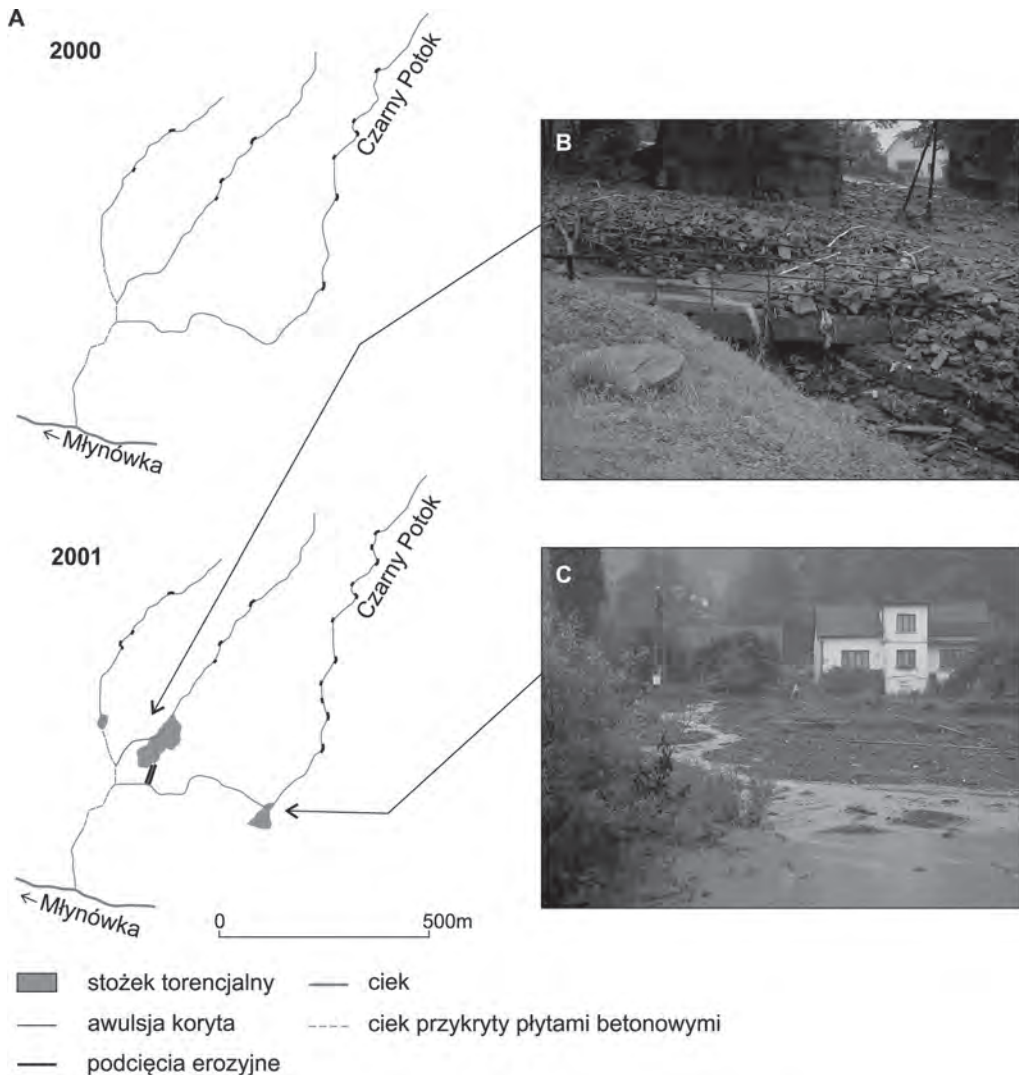 A
2000
Czarny Potok
← Młynówka
B
2001
Czarny Potok
← Młynówka
C
0 500m
stożek torencjalny
ciek
awulsja koryta
ciek przykryty płytami betonowymi
podcięcia erozyjne